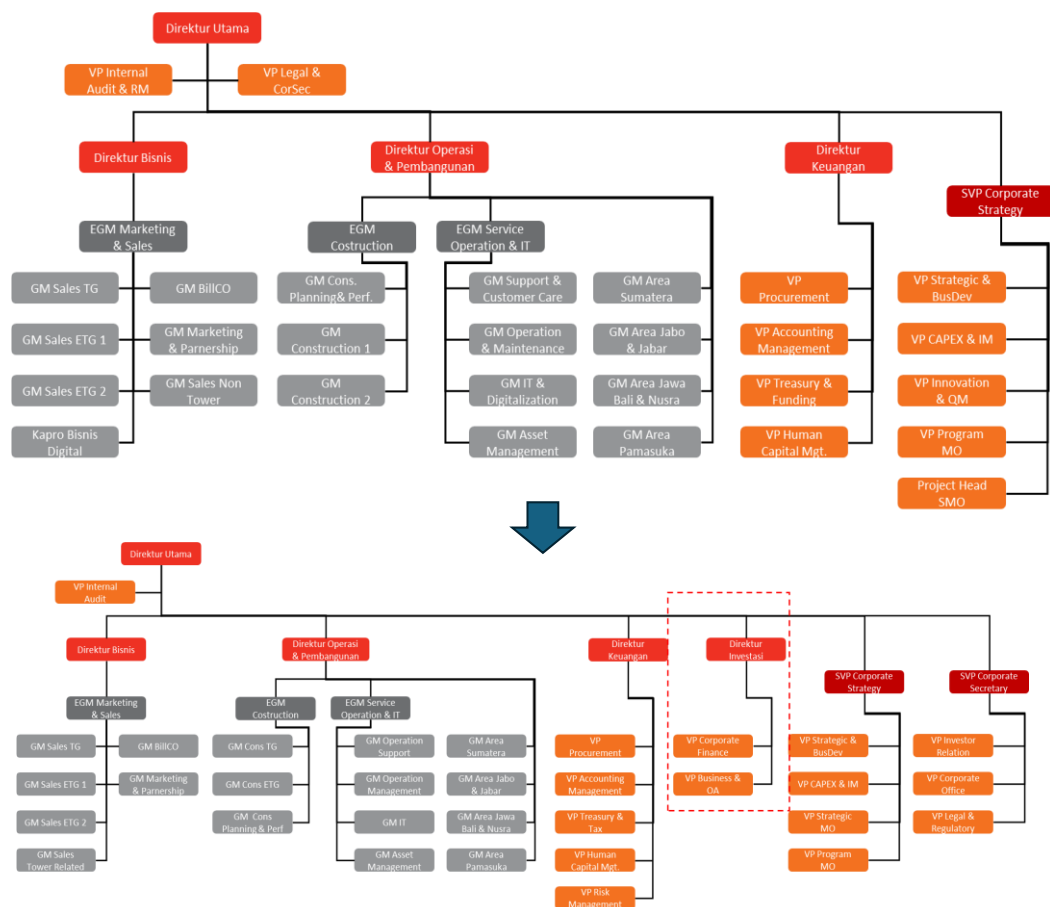 Direktur Utama
VP Internal
Audit & RM
VP Legal &
CorSec
Direktur Bisnis
Direktur Operasi
& Pembangunan
Direktur
Keuangan
SVP Corporate
Strategy
EGM Marketing
& Sales
EGM
Costruction
EGM Service
Operation & IT
GM Sales TG
GM BillCO
GM Cons.
Planning& Perf.
GM Support &
Customer Care
GM Area
Sumatera
VP
Procurement
VP Strategic &
BusDev
GM Sales ETG 1
GM Marketing
& Parnership
GM
Construction 1
GM Operation
& Maintenance
GM Area Jabo
& Jabar
VP Accounting
Management
VP CAPEX & IM
GM Sales ETG 2
GM Sales Non
Tower
GM
Construction 2
GM IT &
Digitalization
GM Area Jawa
Bali & Nusra
VP Treasury &
Funding
VP Innovation
& QM
Kapro Bisnis
Digital
GM Asset
Management
GM Area
Pamasuka
VP Human
Capital Mgt.
VP Program
MO
Project Head
SMO
Direktur Utama
VP Internal
Audit
Direktur Bisnis
Direktur Operasi
& Pembangunan
Direktur
Keuangan
Direktur
Investasi
SVP Corporate
Strategy
SVP Corporate
Secretary
EGM Marketing
& Sales
EGM
Costruction
EGM Service
Operation & IT
GM Sales TG
GM BillCO
GM Cons TG
GM Operation
Support
GM Area
Sumatera
VP
Procurement
VP Corporate
Finance
VP Strategic &
BusDev
VP Investor
Relation
GM Sales ETG 1
GM Marketing
& Parnership
GM Cons ETG
GM Operation
Management
GM Area Jabo
& Jabar
VP Accounting
Management
VP Business &
OA
VP CAPEX & IM
VP Corporate
Office
GM Sales ETG 2
GM Cons
Planning & Perf
GM IT
GM Area Jawa
Bali & Nusra
VP Treasury &
Tax
VP Strategic
MO
VP Legal &
Regulatory
GM Sales
Tower Related
GM Asset
Management
GM Area
Pamasuka
VP Human
Capital Mgt.
VP Program
MO
VP Risk
Management